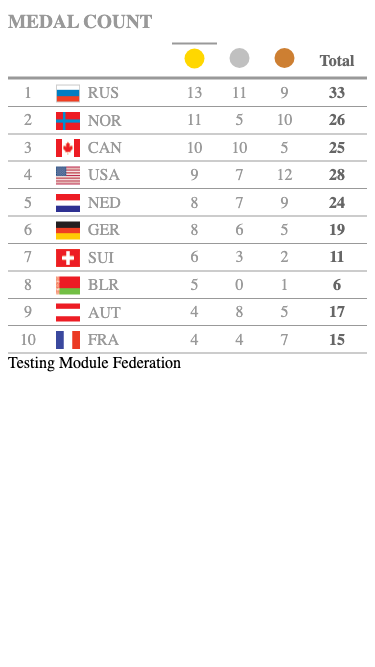 MEDAL COUNT
Total
1 RUS 13 11 9 33
2 NOR 11 5 10 26
3 CAN 10 10 5 25
4 USA 9 7 12 28
5 NED 8 7 9 24
6 GER 8 6 5 19
7 SUI 6 3 2 11
8 BLR 5 0 1 6
9 AUT 4 8 5 17
10 FRA 4 4 7 15
Testing Module Federation